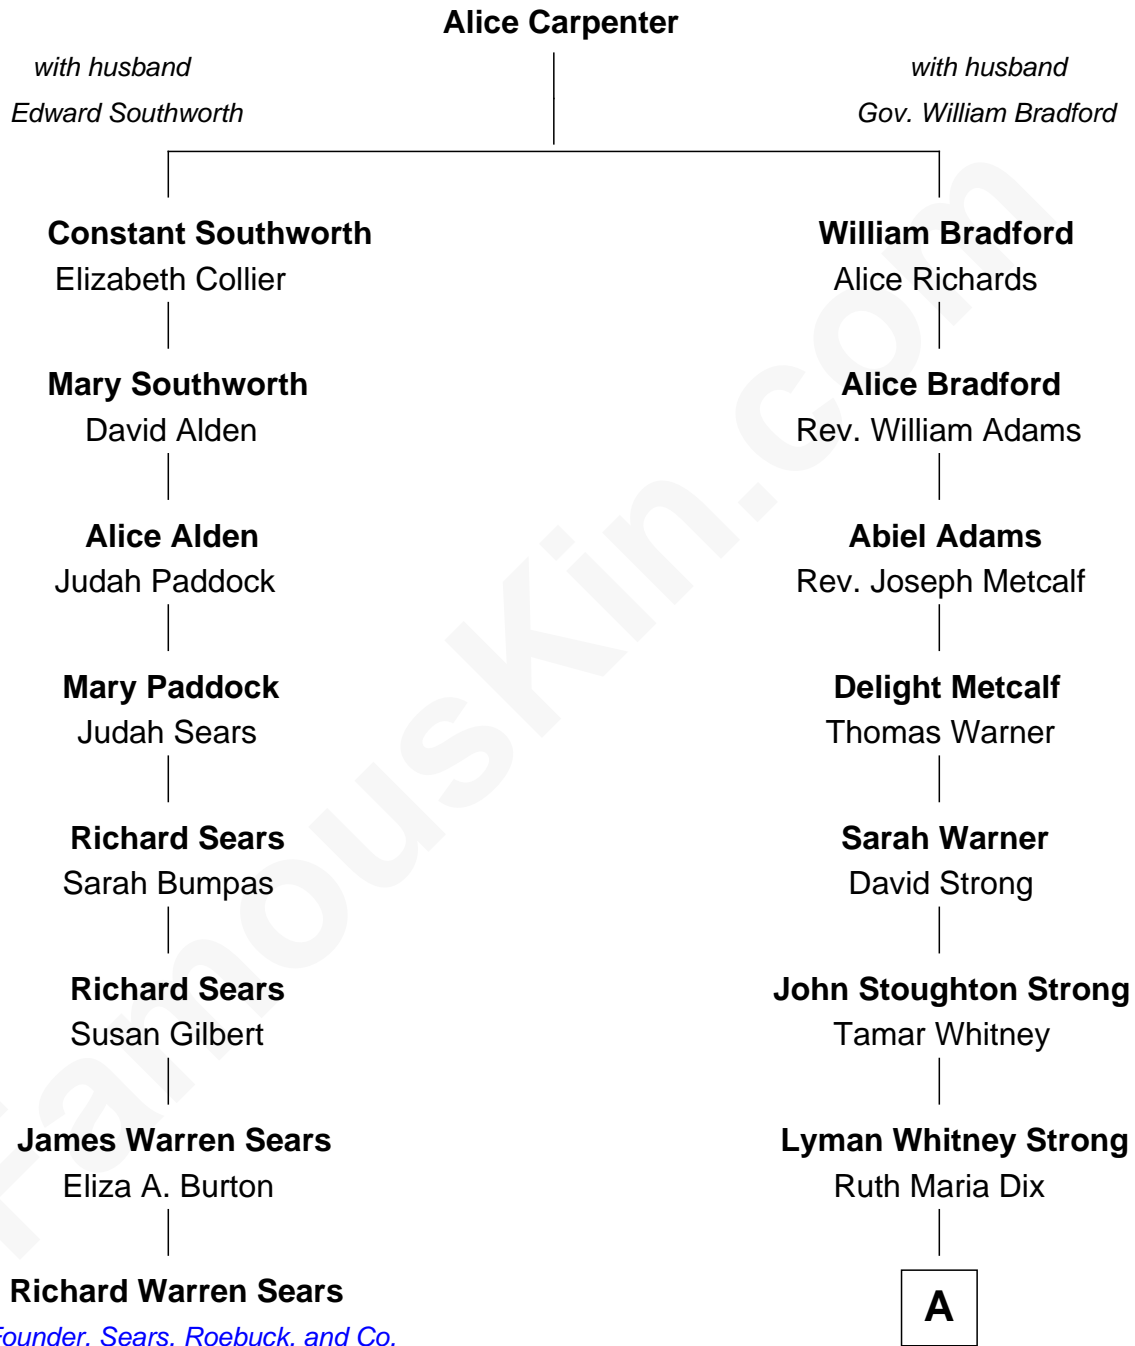 Alice Carpenter
with husband
Edward Southworth
with husband
Gov. William Bradford
Constant Southworth
Elizabeth Collier
William Bradford
Alice Richards
Mary Southworth
David Alden
Alice Bradford
Rev. William Adams
Alice Alden
Judah Paddock
Abiel Adams
Rev. Joseph Metcalf
Mary Paddock
Judah Sears
Delight Metcalf
Thomas Warner
Richard Sears
Sarah Bumpas
Sarah Warner
David Strong
Richard Sears
Susan Gilbert
John Stoughton Strong
Tamar Whitney
James Warren Sears
Eliza A. Burton
Lyman Whitney Strong
Ruth Maria Dix
Richard Warren Sears
Founder, Sears, Roebuck, and Co.
A
FamousKin.com